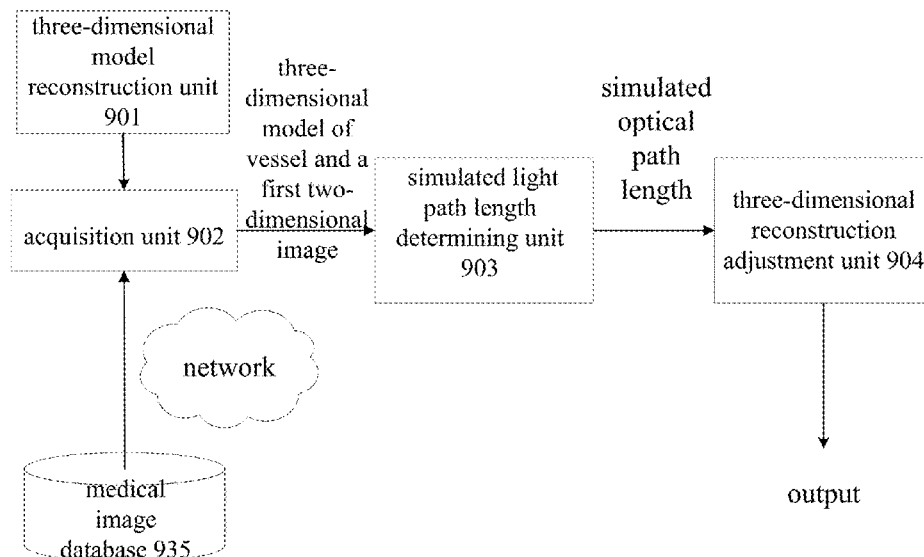 three-dimensional
model
reconstruction unit
901
acquisition unit 902
three-
dimensional
model of
vessel and a
first two-
dimensional
image
simulated light
path length
determining unit
903
simulated
optical
path
length
three-dimensional
reconstruction
adjustment unit 904
network
medical
image
database 935
output